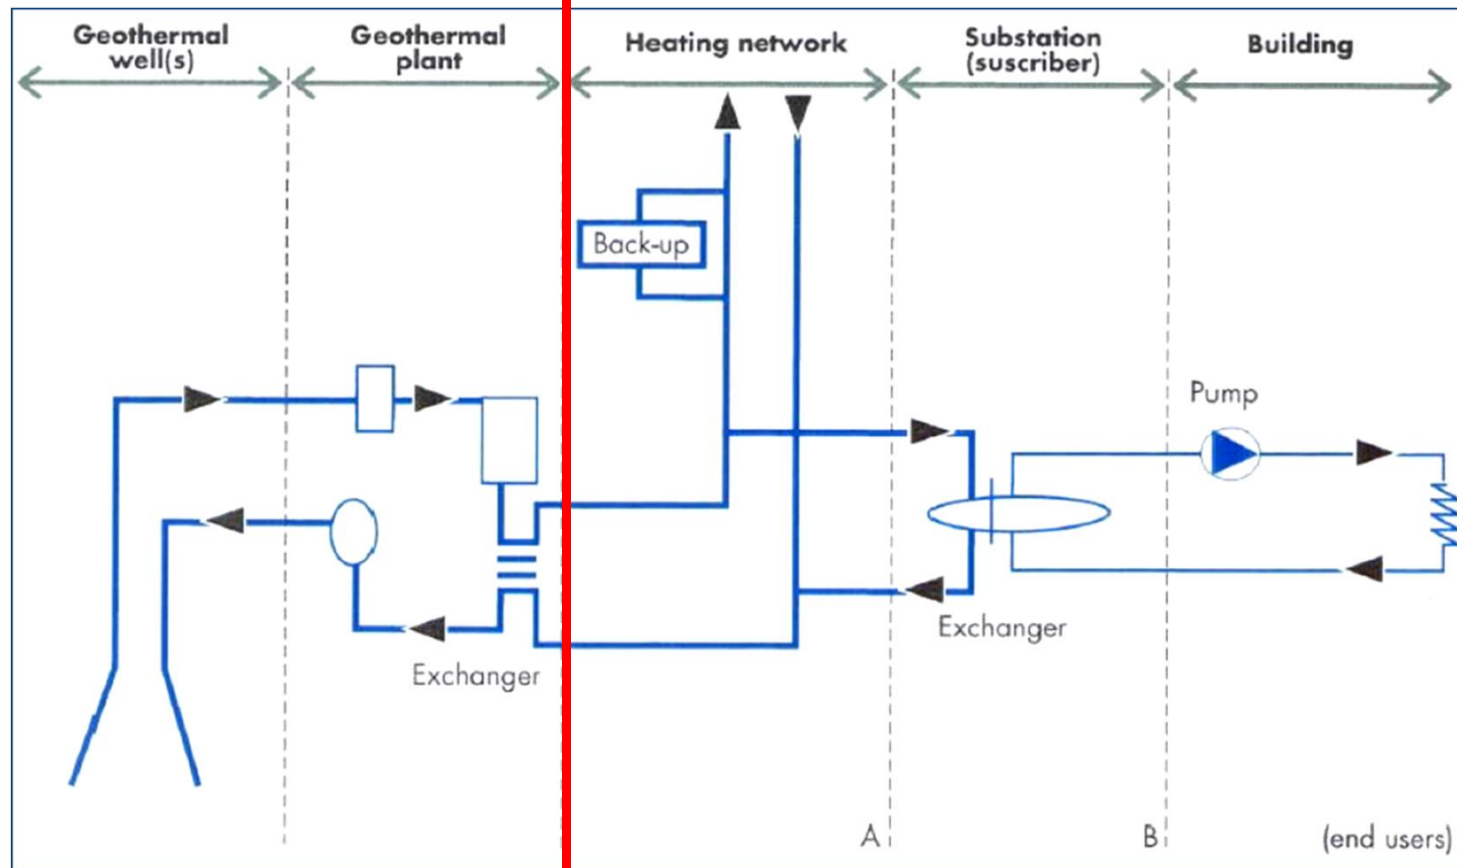 Geothermal
well(s)
Geothermal
plant
Heating network
Substation
(suscriber)
Building
Back-up
Pump
Exchanger
Exchanger
A
B
(end users)